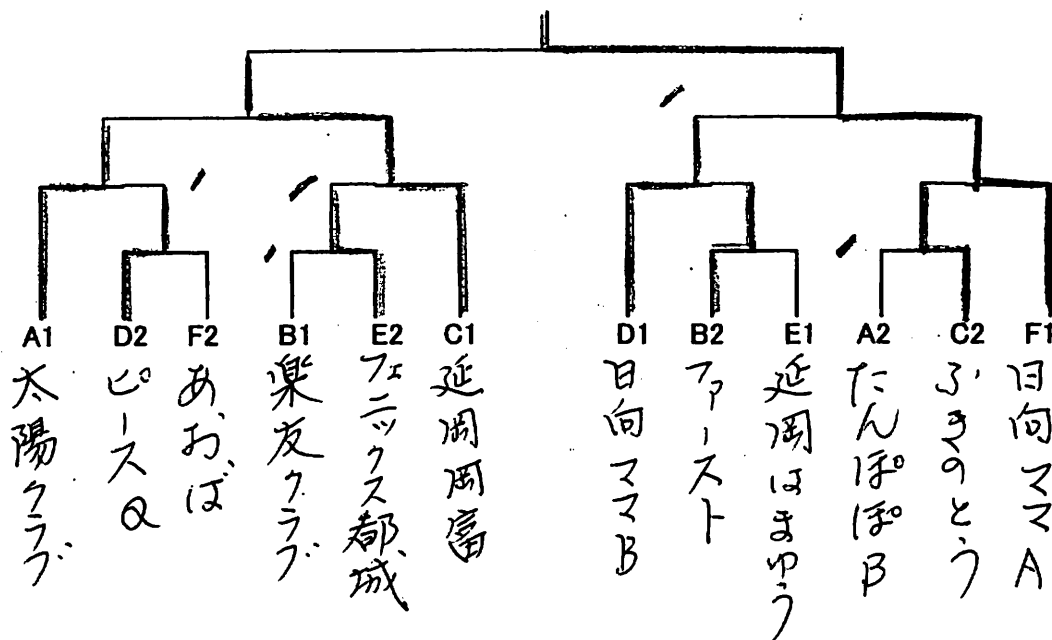 A1
D2
F2
B1
E2
C1
D1
B2
E1
A2
C2
F1
太陽クラブ
ピースQ
あおば
楽友クラブ
フェニックス都城
延岡岡富
日向ママB
ファースト
延岡はまゆう
たんぽぽB
ふきのとう
日向ママA